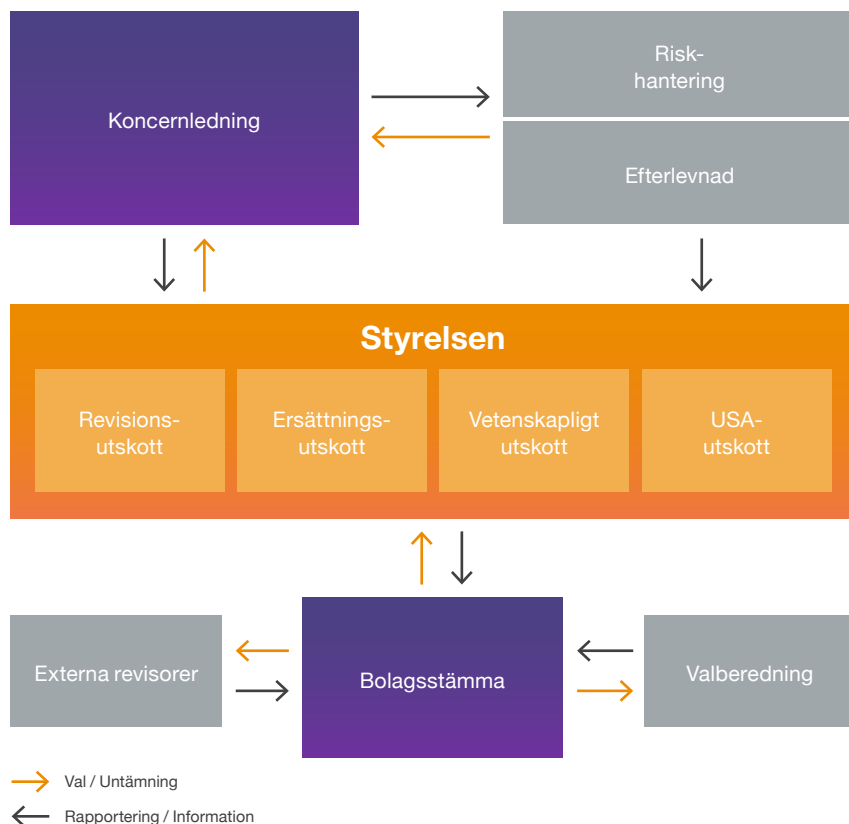 Koncernledning
Risk-
hantering
Efterlevnad
Styrelsen
Revisions-
utskott
Ersättnings-
utskott
Vetenskapligt
utskott
USA-
utskott
Externa revisorer
Bolagsstämma
Valberedning
Val / Untämning
Rapportering / Information